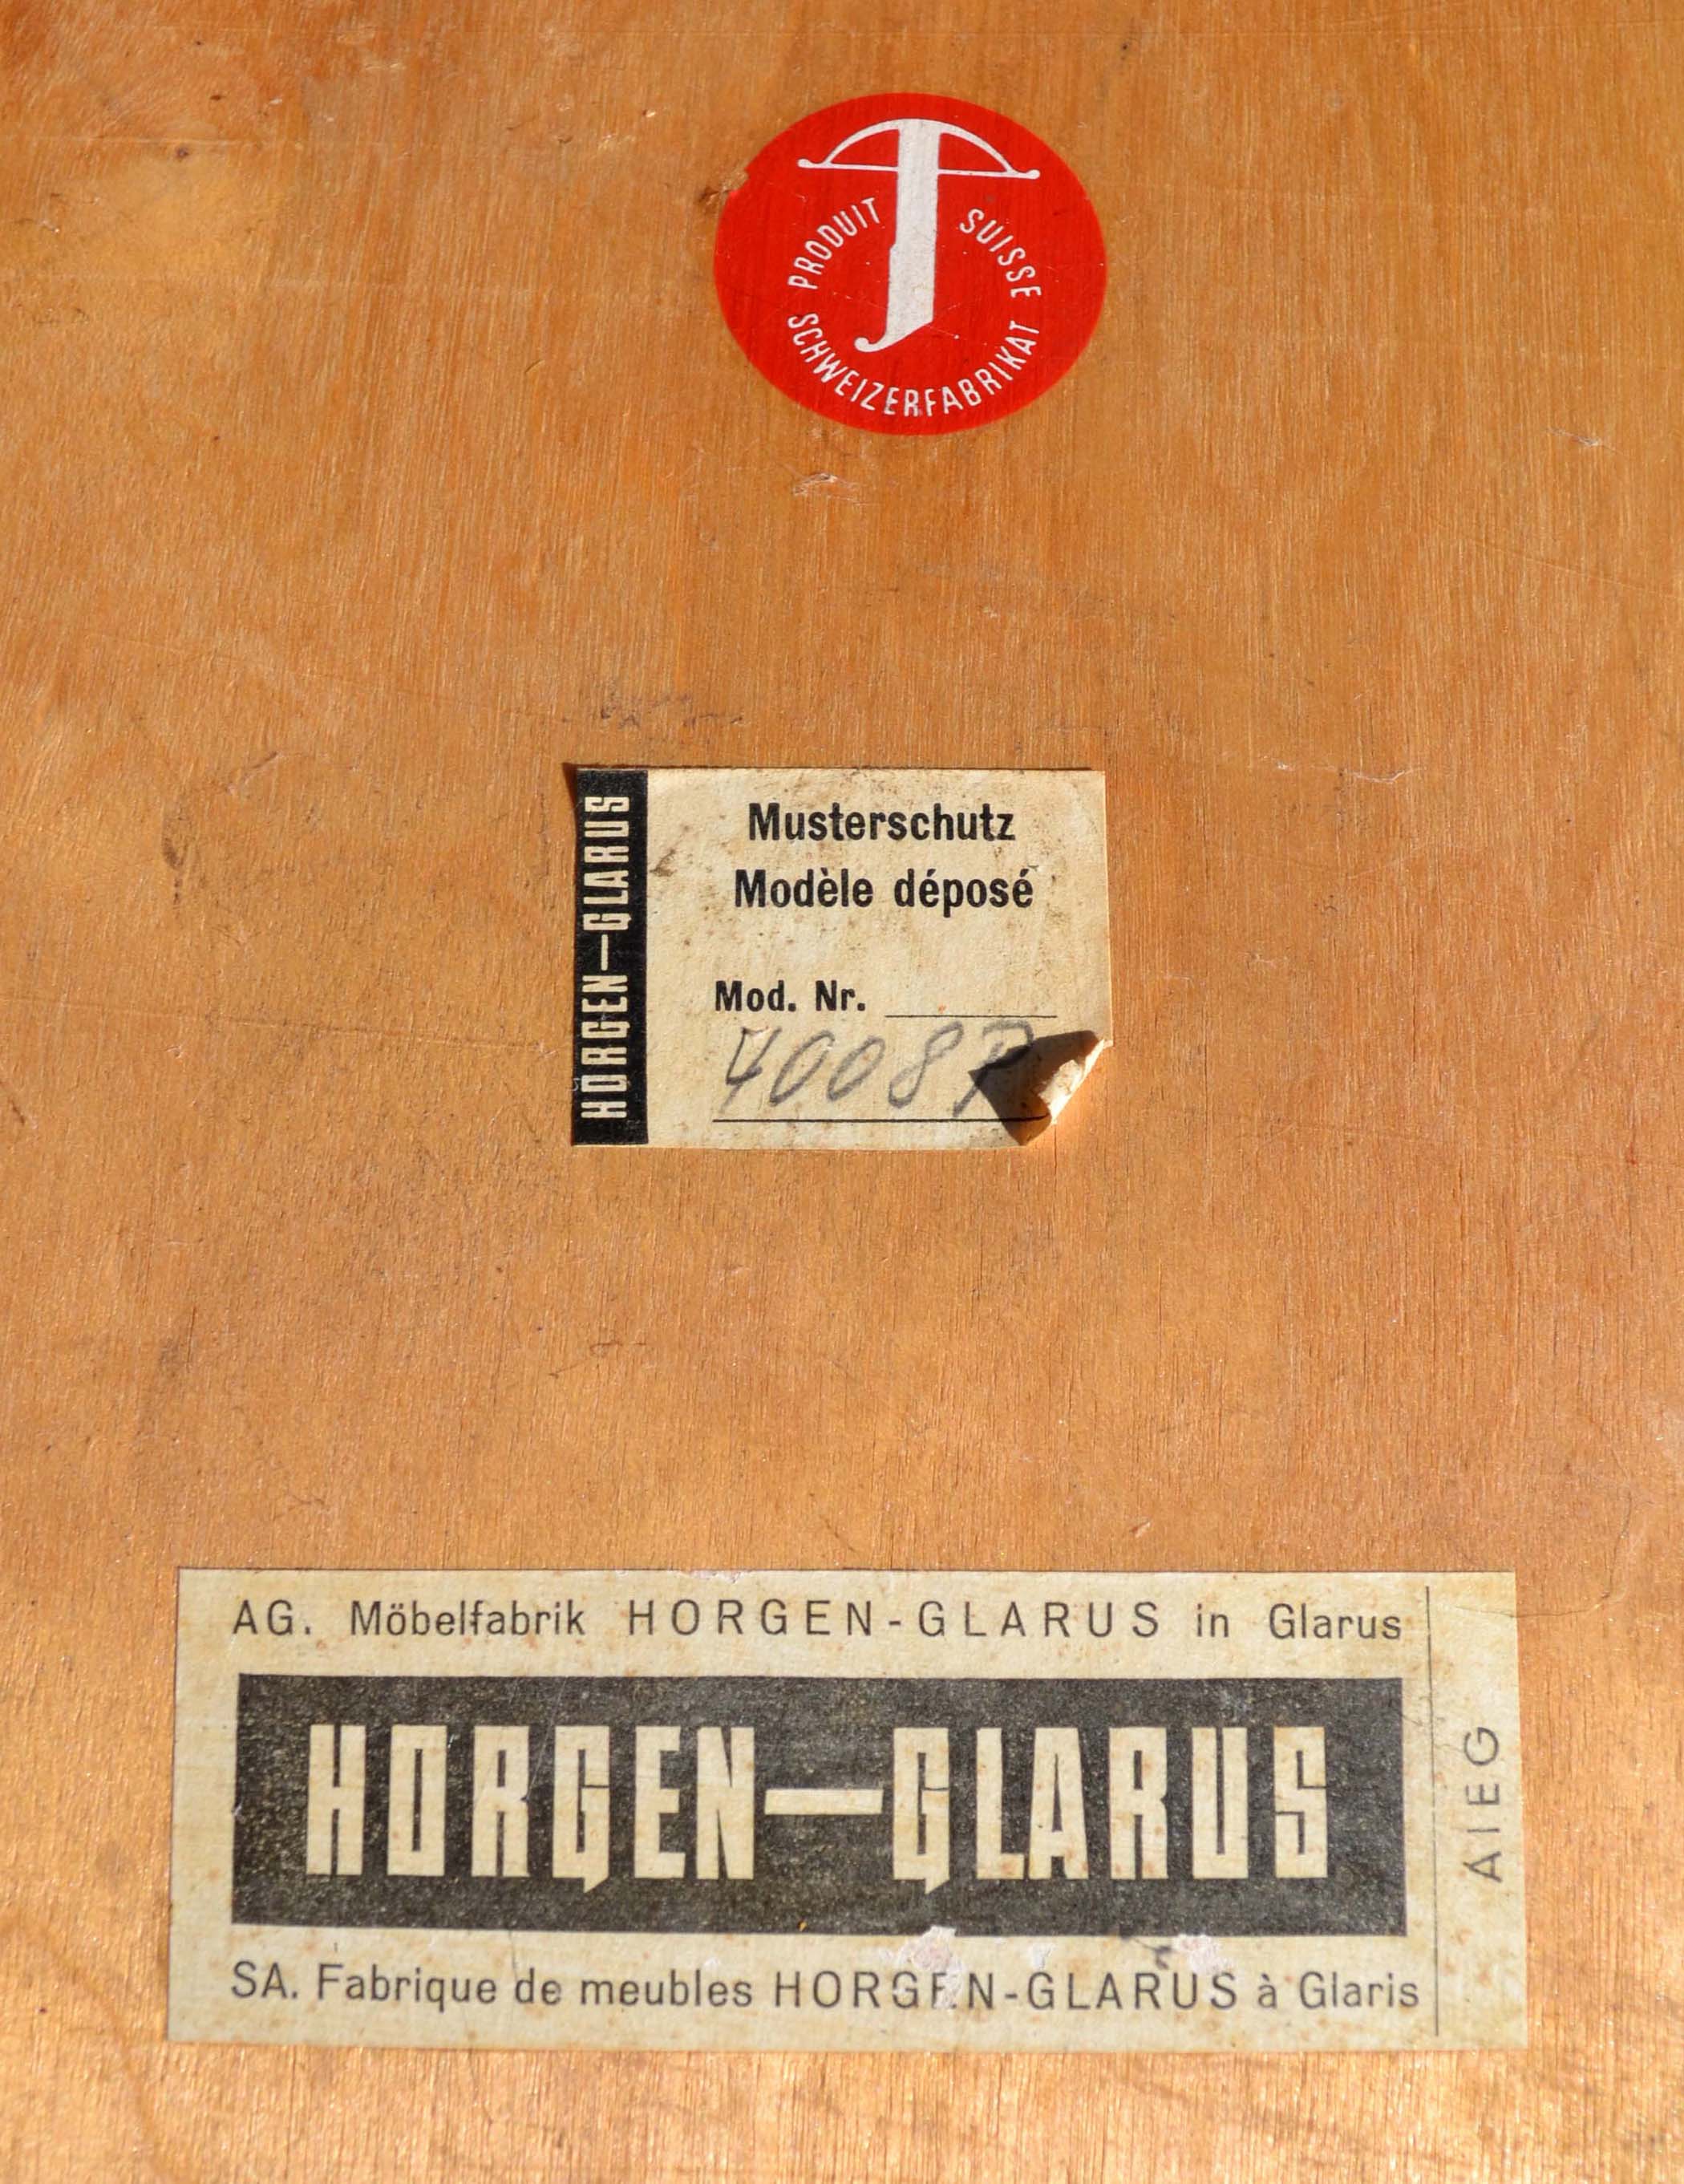 PRODUIT SUISSE
SCHWEIZERFABRIKAT
HORGEN—GLARUS
Musterschutz
Modèle déposé
Mod. Nr.
4008P
AG. Möbelfabrik HORGEN-GLARUS in Glarus
HORGEN—GLARUS
SA. Fabrique de meubles HORGEN-GLARUS à Glaris
AIEG